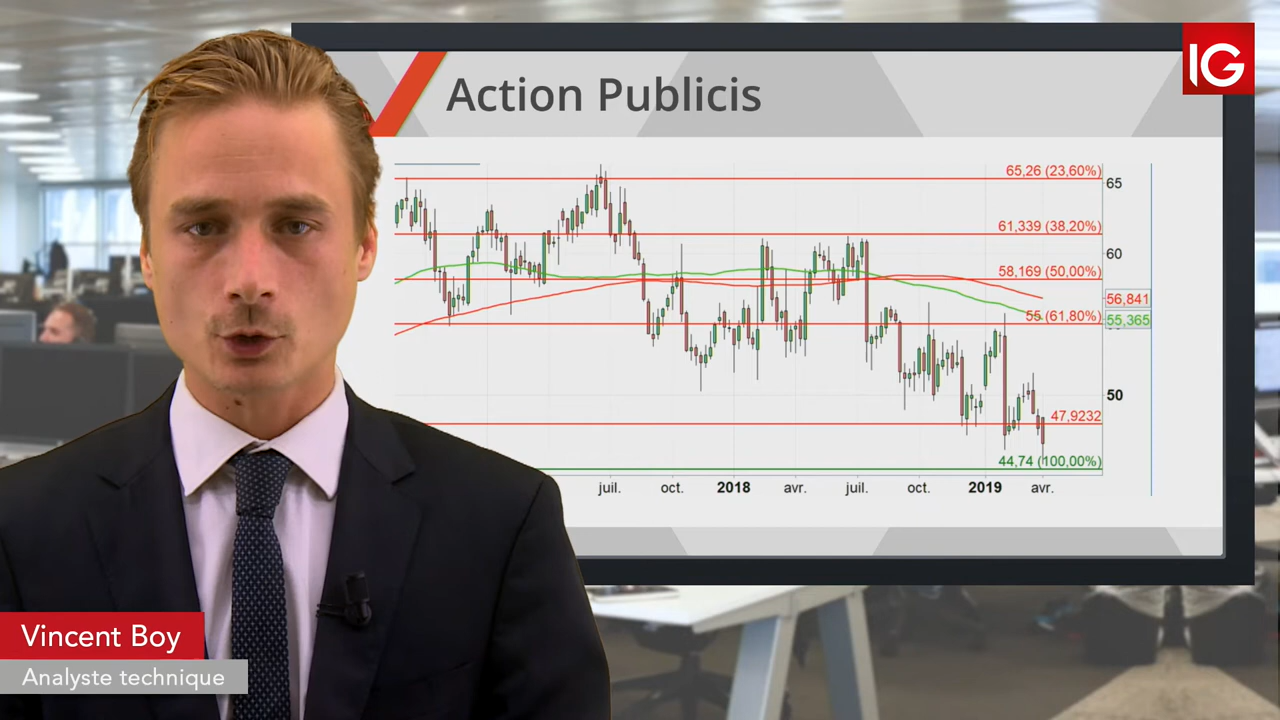 IG
Action Publicis
65,26 (23,60%)
65
61,339 (38,20%)
60
58,169 (50,00%)
56,841
55 (61,80%)
55,365
50
47,9232
44,74 (100,00%)
juil.
oct.
2018
avr.
juil.
oct.
2019
avr.
Vincent Boy
Analyste technique